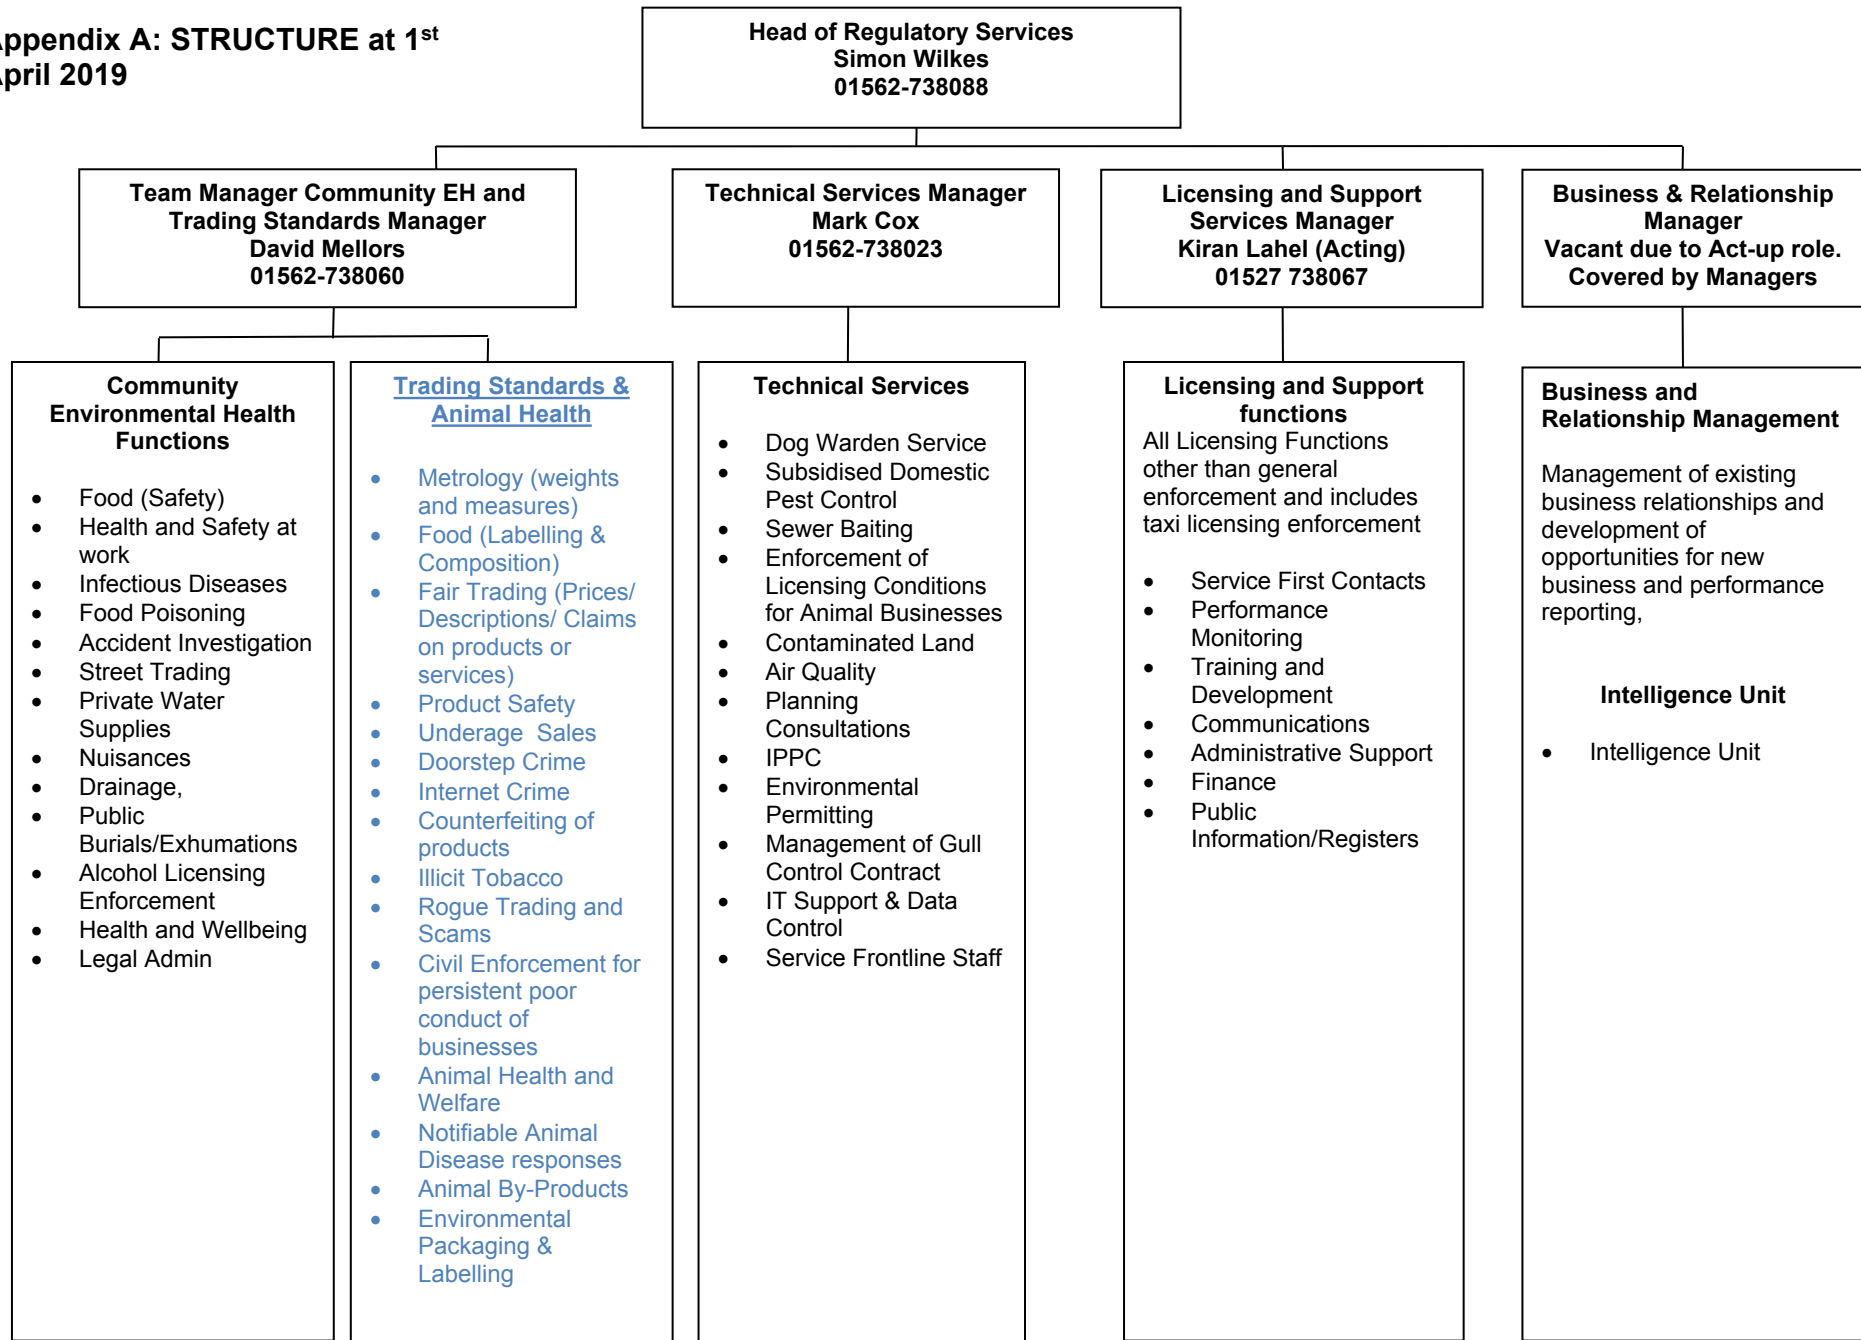 Appendix A: STRUCTURE at 1st
April 2019
Head of Regulatory Services
Simon Wilkes
01562-738088
Team Manager Community EH and
Trading Standards Manager
David Mellors
01562-738060
Technical Services Manager
Mark Cox
01562-738023
Licensing and Support
Services Manager
Kiran Lahel (Acting)
01527 738067
Business & Relationship
Manager
Vacant due to Act-up role.
Covered by Managers
Community
Environmental Health
Functions
• Food (Safety)
• Health and Safety at
work
• Infectious Diseases
• Food Poisoning
• Accident Investigation
• Street Trading
• Private Water
Supplies
• Nuisances
• Drainage,
• Public
Burials/Exhumations
• Alcohol Licensing
Enforcement
• Health and Wellbeing
• Legal Admin
Trading Standards &
Animal Health
• Metrology (weights
and measures)
• Food (Labelling &
Composition)
• Fair Trading (Prices/
Descriptions/ Claims
on products or
services)
• Product Safety
• Underage  Sales
• Doorstep Crime
• Internet Crime
• Counterfeiting of
products
• Illicit Tobacco
• Rogue Trading and
Scams
• Civil Enforcement for
persistent poor
conduct of
businesses
• Animal Health and
Welfare
• Notifiable Animal
Disease responses
• Animal By-Products
• Environmental
Packaging &
Labelling
Technical Services
• Dog Warden Service
• Subsidised Domestic
Pest Control
• Sewer Baiting
• Enforcement of
Licensing Conditions
for Animal Businesses
• Contaminated Land
• Air Quality
• Planning
Consultations
• IPPC
• Environmental
Permitting
• Management of Gull
Control Contract
• IT Support & Data
Control
• Service Frontline Staff
Licensing and Support
functions
All Licensing Functions
other than general
enforcement and includes
taxi licensing enforcement
• Service First Contacts
• Performance
Monitoring
• Training and
Development
• Communications
• Administrative Support
• Finance
• Public
Information/Registers
Business and
Relationship Management
Management of existing
business relationships and
development of
opportunities for new
business and performance
reporting,
Intelligence Unit
• Intelligence Unit